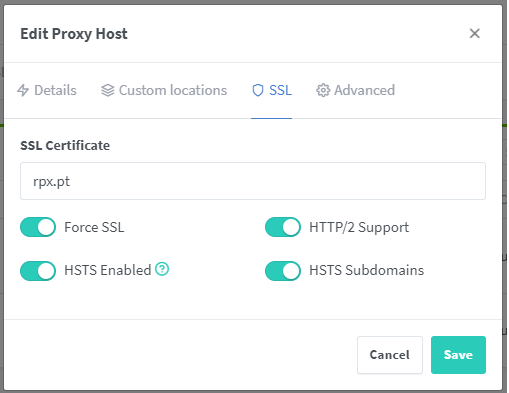 Edit Proxy Host
Details Custom locations SSL Advanced
SSL Certificate
rpx.pt
Force SSL HTTP/2 Support
HSTS Enabled HSTS Subdomains
Cancel Save